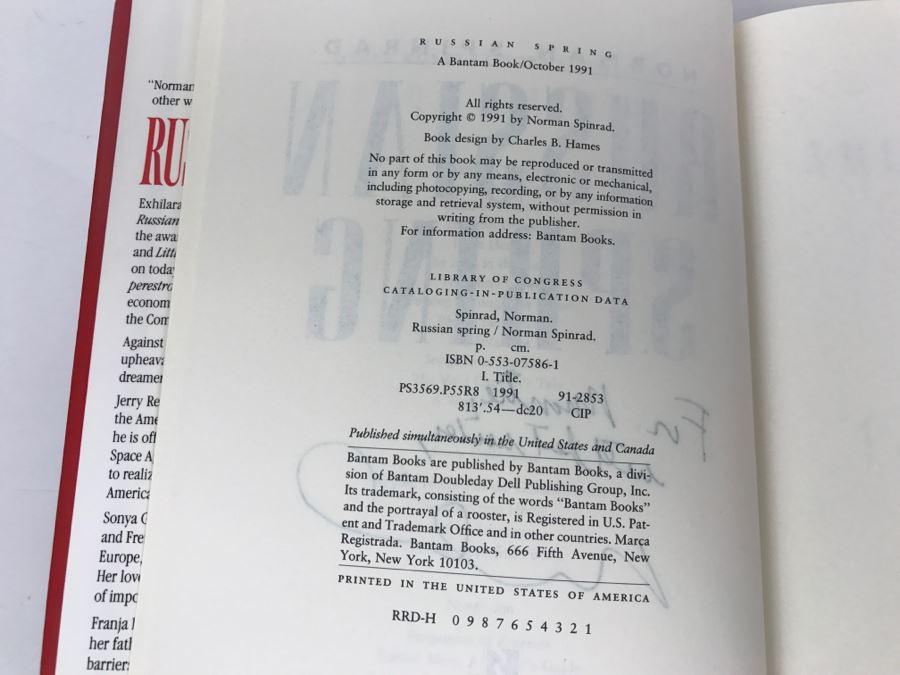 "Norman
other w
RU
Exhilara
Russian
the awa
and Littl
on today
perestro
econom
the Com
Against
upheava
dreamer
Jerry Re
the Ame
he is off
Space A
to realiz
America
Sonya G
and Fre
Europe,
Her love
of impo
Franja
her fath
barrier
RUSSIAN SPRING
A Bantam Book/October 1991
All rights reserved.
Copyright © 1991 by Norman Spinrad.
Book design by Charles B. Hames
No part of this book may be reproduced or transmitted
in any form or by any means, electronic or mechanical,
including photocopying, recording, or by any information
storage and retrieval system, without permission in
writing from the publisher.
For information address: Bantam Books.
LIBRARY OF CONGRESS
CATALOGING-IN-PUBLICATION DATA
Spinrad, Norman.
Russian spring / Norman Spinrad.
p. cm.
ISBN 0-553-07586-1
I. Title.
PS3569.P55R8 1991 91-2853
813'.54—dc20 CIP
Published simultaneously in the United States and Canada
Bantam Books are published by Bantam Books, a divi-
sion of Bantam Doubleday Dell Publishing Group, Inc.
Its trademark, consisting of the words "Bantam Books"
and the portrayal of a rooster, is Registered in U.S. Pat-
ent and Trademark Office and in other countries. Marca
Registrada. Bantam Books, 666 Fifth Avenue, New
York, New York 10103.
PRINTED IN THE UNITED STATES OF AMERICA
RRD-H 0 9 8 7 6 5 4 3 2 1